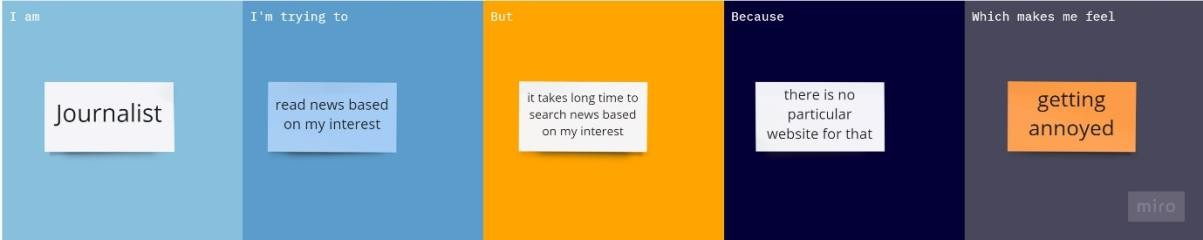 I am
Journalist
I'm trying to
read news based
on my interest
But
it takes long time to
search news based
on my interest
Because
there is no
particular
website for that
Which makes me feel
getting
annoyed
miro